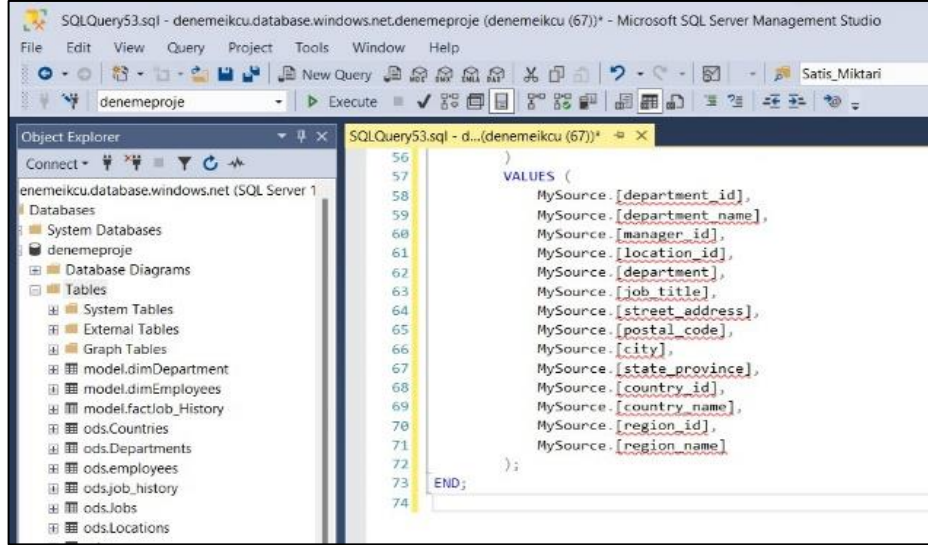 SQLQuery53.sql - denemeikcu.database.windows.net.denemeproje (denemeikcu (67))* - Microsoft SQL Server Management Studio
File Edit View Query Project Tools Window Help
New Query Satis_Miktari
denemeproje Execute
Object Explorer
SQLQuery53.sql - d...(denemeikcu (67))*
Connect
enemeikcu.database.windows.net (SQL Server 1
Databases
System Databases
denemeproje
Database Diagrams
Tables
System Tables
External Tables
Graph Tables
model.dimDepartment
model.dimEmployees
model.factJob_History
ods.Countries
ods.Departments
ods.employees
ods.job_history
ods.Jobs
ods.Locations
56 )
57 VALUES (
58 MySource.[department_id],
59 MySource.[department_name],
60 MySource.[manager_id],
61 MySource.[location_id],
62 MySource.[department],
63 MySource.[job_title],
64 MySource.[street_address],
65 MySource.[postal_code],
66 MySource.[city],
67 MySource.[state_province],
68 MySource.[country_id],
69 MySource.[country_name],
70 MySource.[region_id],
71 MySource.[region_name]
72 );
73 END;
74